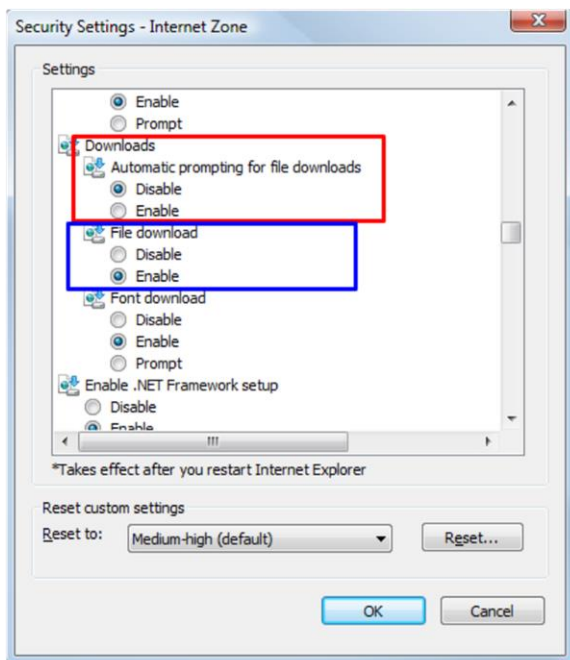 Security Settings - Internet Zone
Settings
Enable
Prompt
Downloads
Automatic prompting for file downloads
Disable
Enable
File download
Disable
Enable
Font download
Disable
Enable
Prompt
Enable .NET Framework setup
Disable
Enable
*Takes effect after you restart Internet Explorer
Reset custom settings
Reset to: Medium-high (default) Reset...
OK Cancel